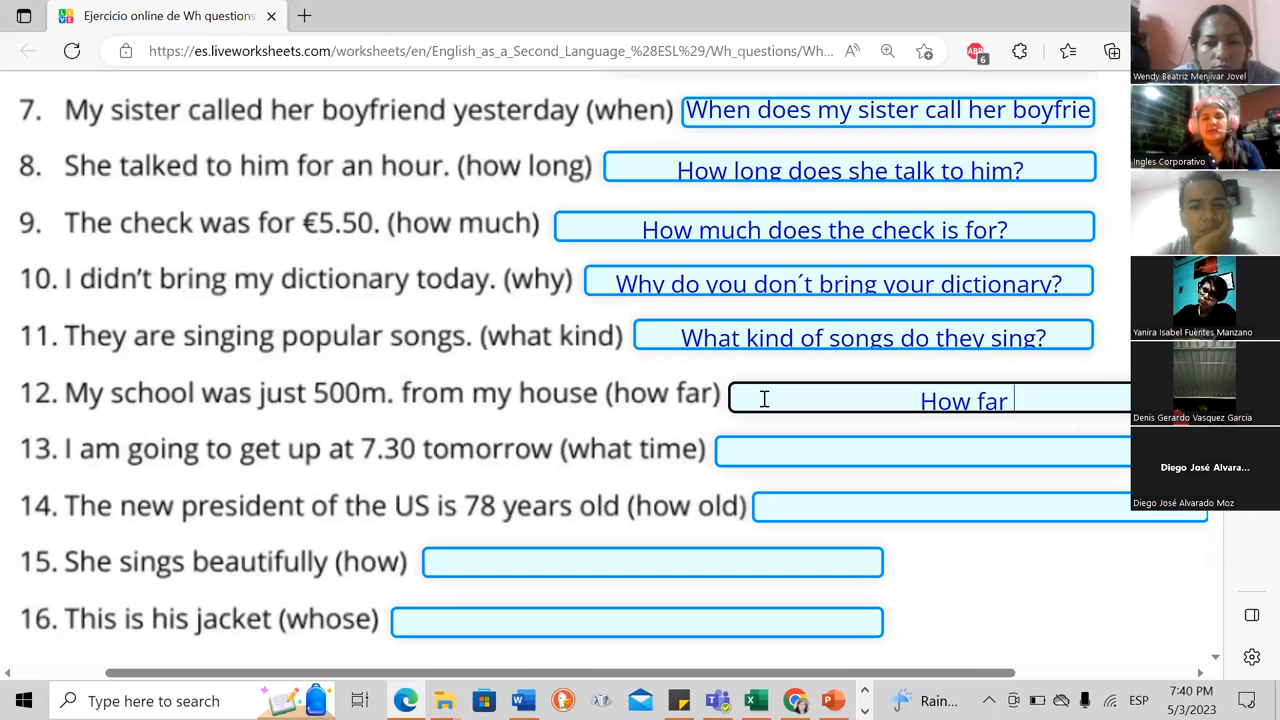 Ejercicio online de Wh questions
https://es.liveworksheets.com/worksheets/en/English_as_a_Second_Language_%28ESL%29/Wh_questions/Wh...
6
Wendy Beatriz Menjivar Jovel
7. My sister called her boyfriend yesterday (when) When does my sister call her boyfrie
8. She talked to him for an hour. (how long) How long does she talk to him?
Ingles Corporativo
9. The check was for €5.50. (how much) How much does the check is for?
10. I didn't bring my dictionary today. (why) Why do you don´t bring your dictionary?
11. They are singing popular songs. (what kind) What kind of songs do they sing?
Yanira Isabel Fuentes Manzano
12. My school was just 500m. from my house (how far) How far
Denis Gerardo Vasquez Garcia
13. I am going to get up at 7.30 tomorrow (what time)
Diego José Alvara...
14. The new president of the US is 78 years old (how old)
Diego José Alvarado Moz
15. She sings beautifully (how)
16. This is his jacket (whose)
Type here to search
Rain...
ESP
7:40 PM
5/3/2023